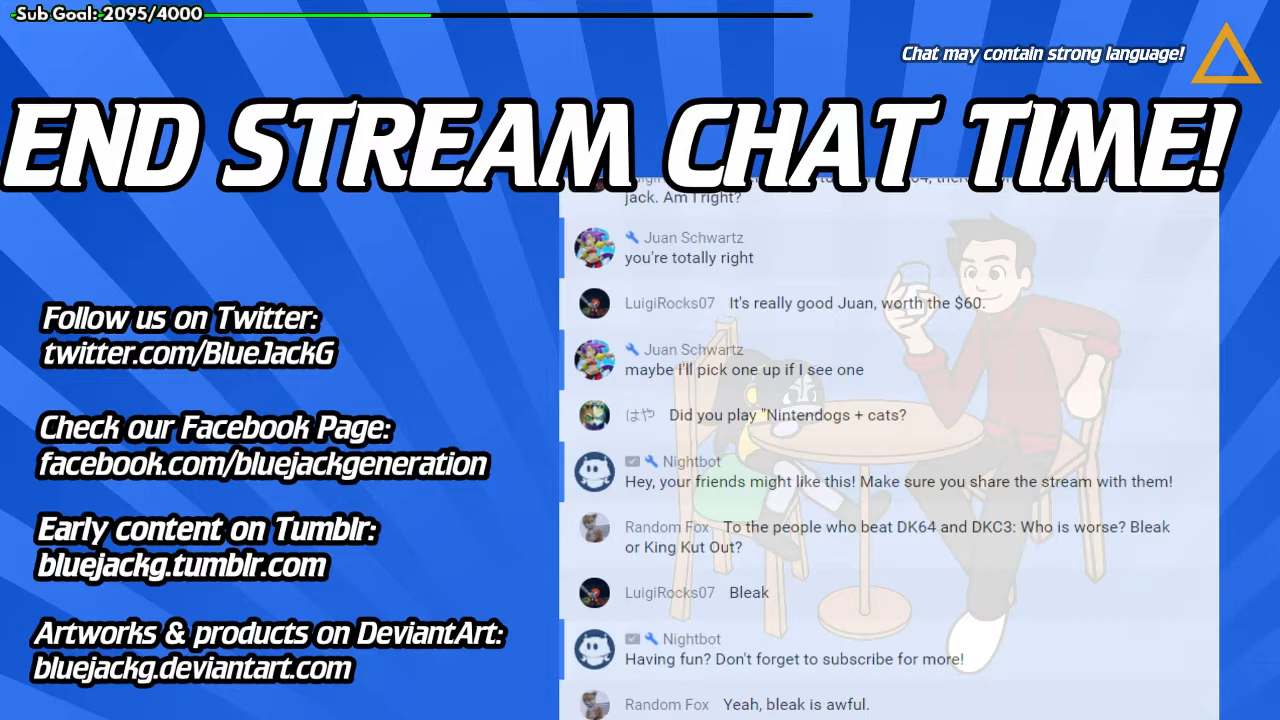 Sub Goal: 2095/4000
Chat may contain strong language!
END STREAM CHAT TIME!
jack. Am I right?
Juan Schwartz
you're totally right
LuigiRocks07 It's really good Juan, worth the $60.
Juan Schwartz
maybe I'll pick one up if I see one
はや Did you play "Nintendogs + cats?
Nightbot
Hey, your friends might like this! Make sure you share the stream with them!
Random Fox To the people who beat DK64 and DKC3: Who is worse? Bleak
or King Kut Out?
LuigiRocks07 Bleak
Nightbot
Having fun? Don't forget to subscribe for more!
Random Fox Yeah, bleak is awful.
Follow us on Twitter:
twitter.com/BlueJackG
Check our Facebook Page:
facebook.com/bluejackgeneration
Early content on Tumblr:
bluejackg.tumblr.com
Artworks & products on DeviantArt:
bluejackg.deviantart.com